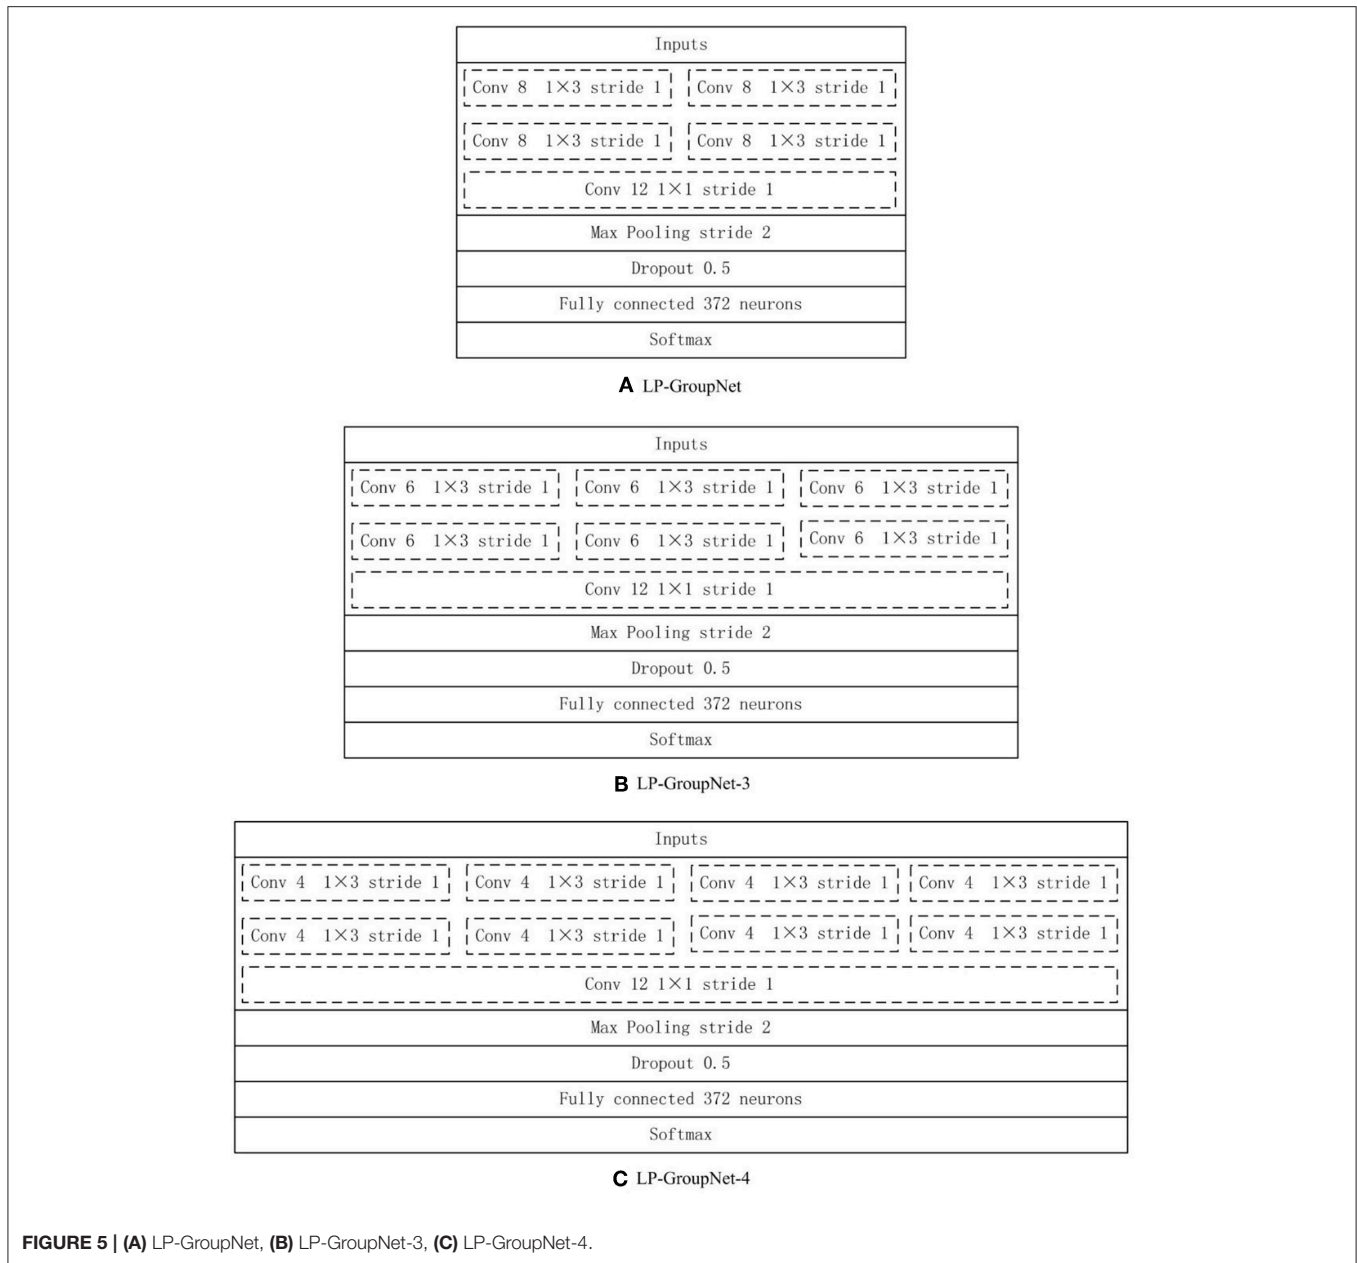 Inputs
Conv 8 1×3 stride 1 Conv 8 1×3 stride 1
Conv 8 1×3 stride 1 Conv 8 1×3 stride 1
Conv 12 1×1 stride 1
Max Pooling stride 2
Dropout 0.5
Fully connected 372 neurons
Softmax
A LP-GroupNet
Inputs
Conv 6 1×3 stride 1 Conv 6 1×3 stride 1 Conv 6 1×3 stride 1
Conv 6 1×3 stride 1 Conv 6 1×3 stride 1 Conv 6 1×3 stride 1
Conv 12 1×1 stride 1
Max Pooling stride 2
Dropout 0.5
Fully connected 372 neurons
Softmax
B LP-GroupNet-3
Inputs
Conv 4 1×3 stride 1 Conv 4 1×3 stride 1 Conv 4 1×3 stride 1 Conv 4 1×3 stride 1
Conv 4 1×3 stride 1 Conv 4 1×3 stride 1 Conv 4 1×3 stride 1 Conv 4 1×3 stride 1
Conv 12 1×1 stride 1
Max Pooling stride 2
Dropout 0.5
Fully connected 372 neurons
Softmax
C LP-GroupNet-4
FIGURE 5 | (A) LP-GroupNet, (B) LP-GroupNet-3, (C) LP-GroupNet-4.